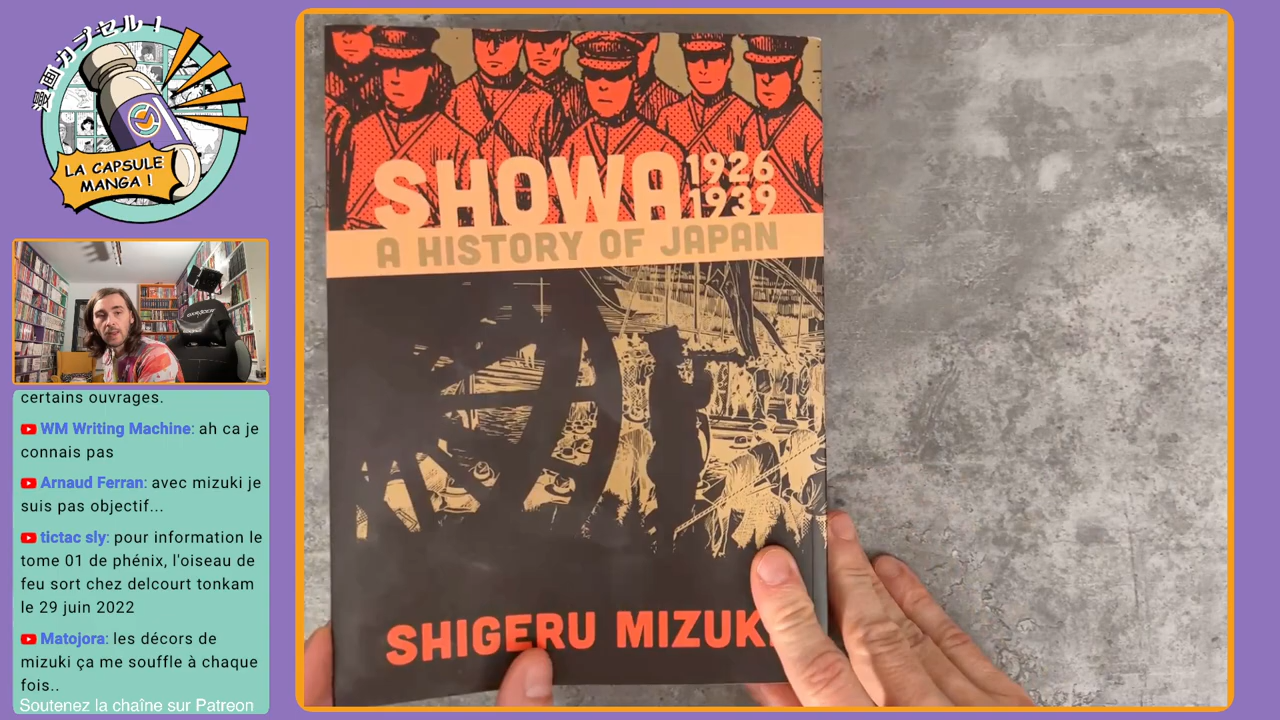 漫画カプセル!
LA CAPSULE
MANGA !
certains ouvrages.
WM Writing Machine: ah ca je
connais pas
Arnaud Ferran: avec mizuki je
suis pas objectif...
tictac sly: pour information le
tome 01 de phénix, l'oiseau de
feu sort chez delcourt tonkam
le 29 juin 2022
Matojora: les décors de
mizuki ça me souffle à chaque
fois..
Soutenez la chaîne sur Patreon
SHOWA 1926
1939
A HISTORY OF JAPAN
SHIGERU MIZUK